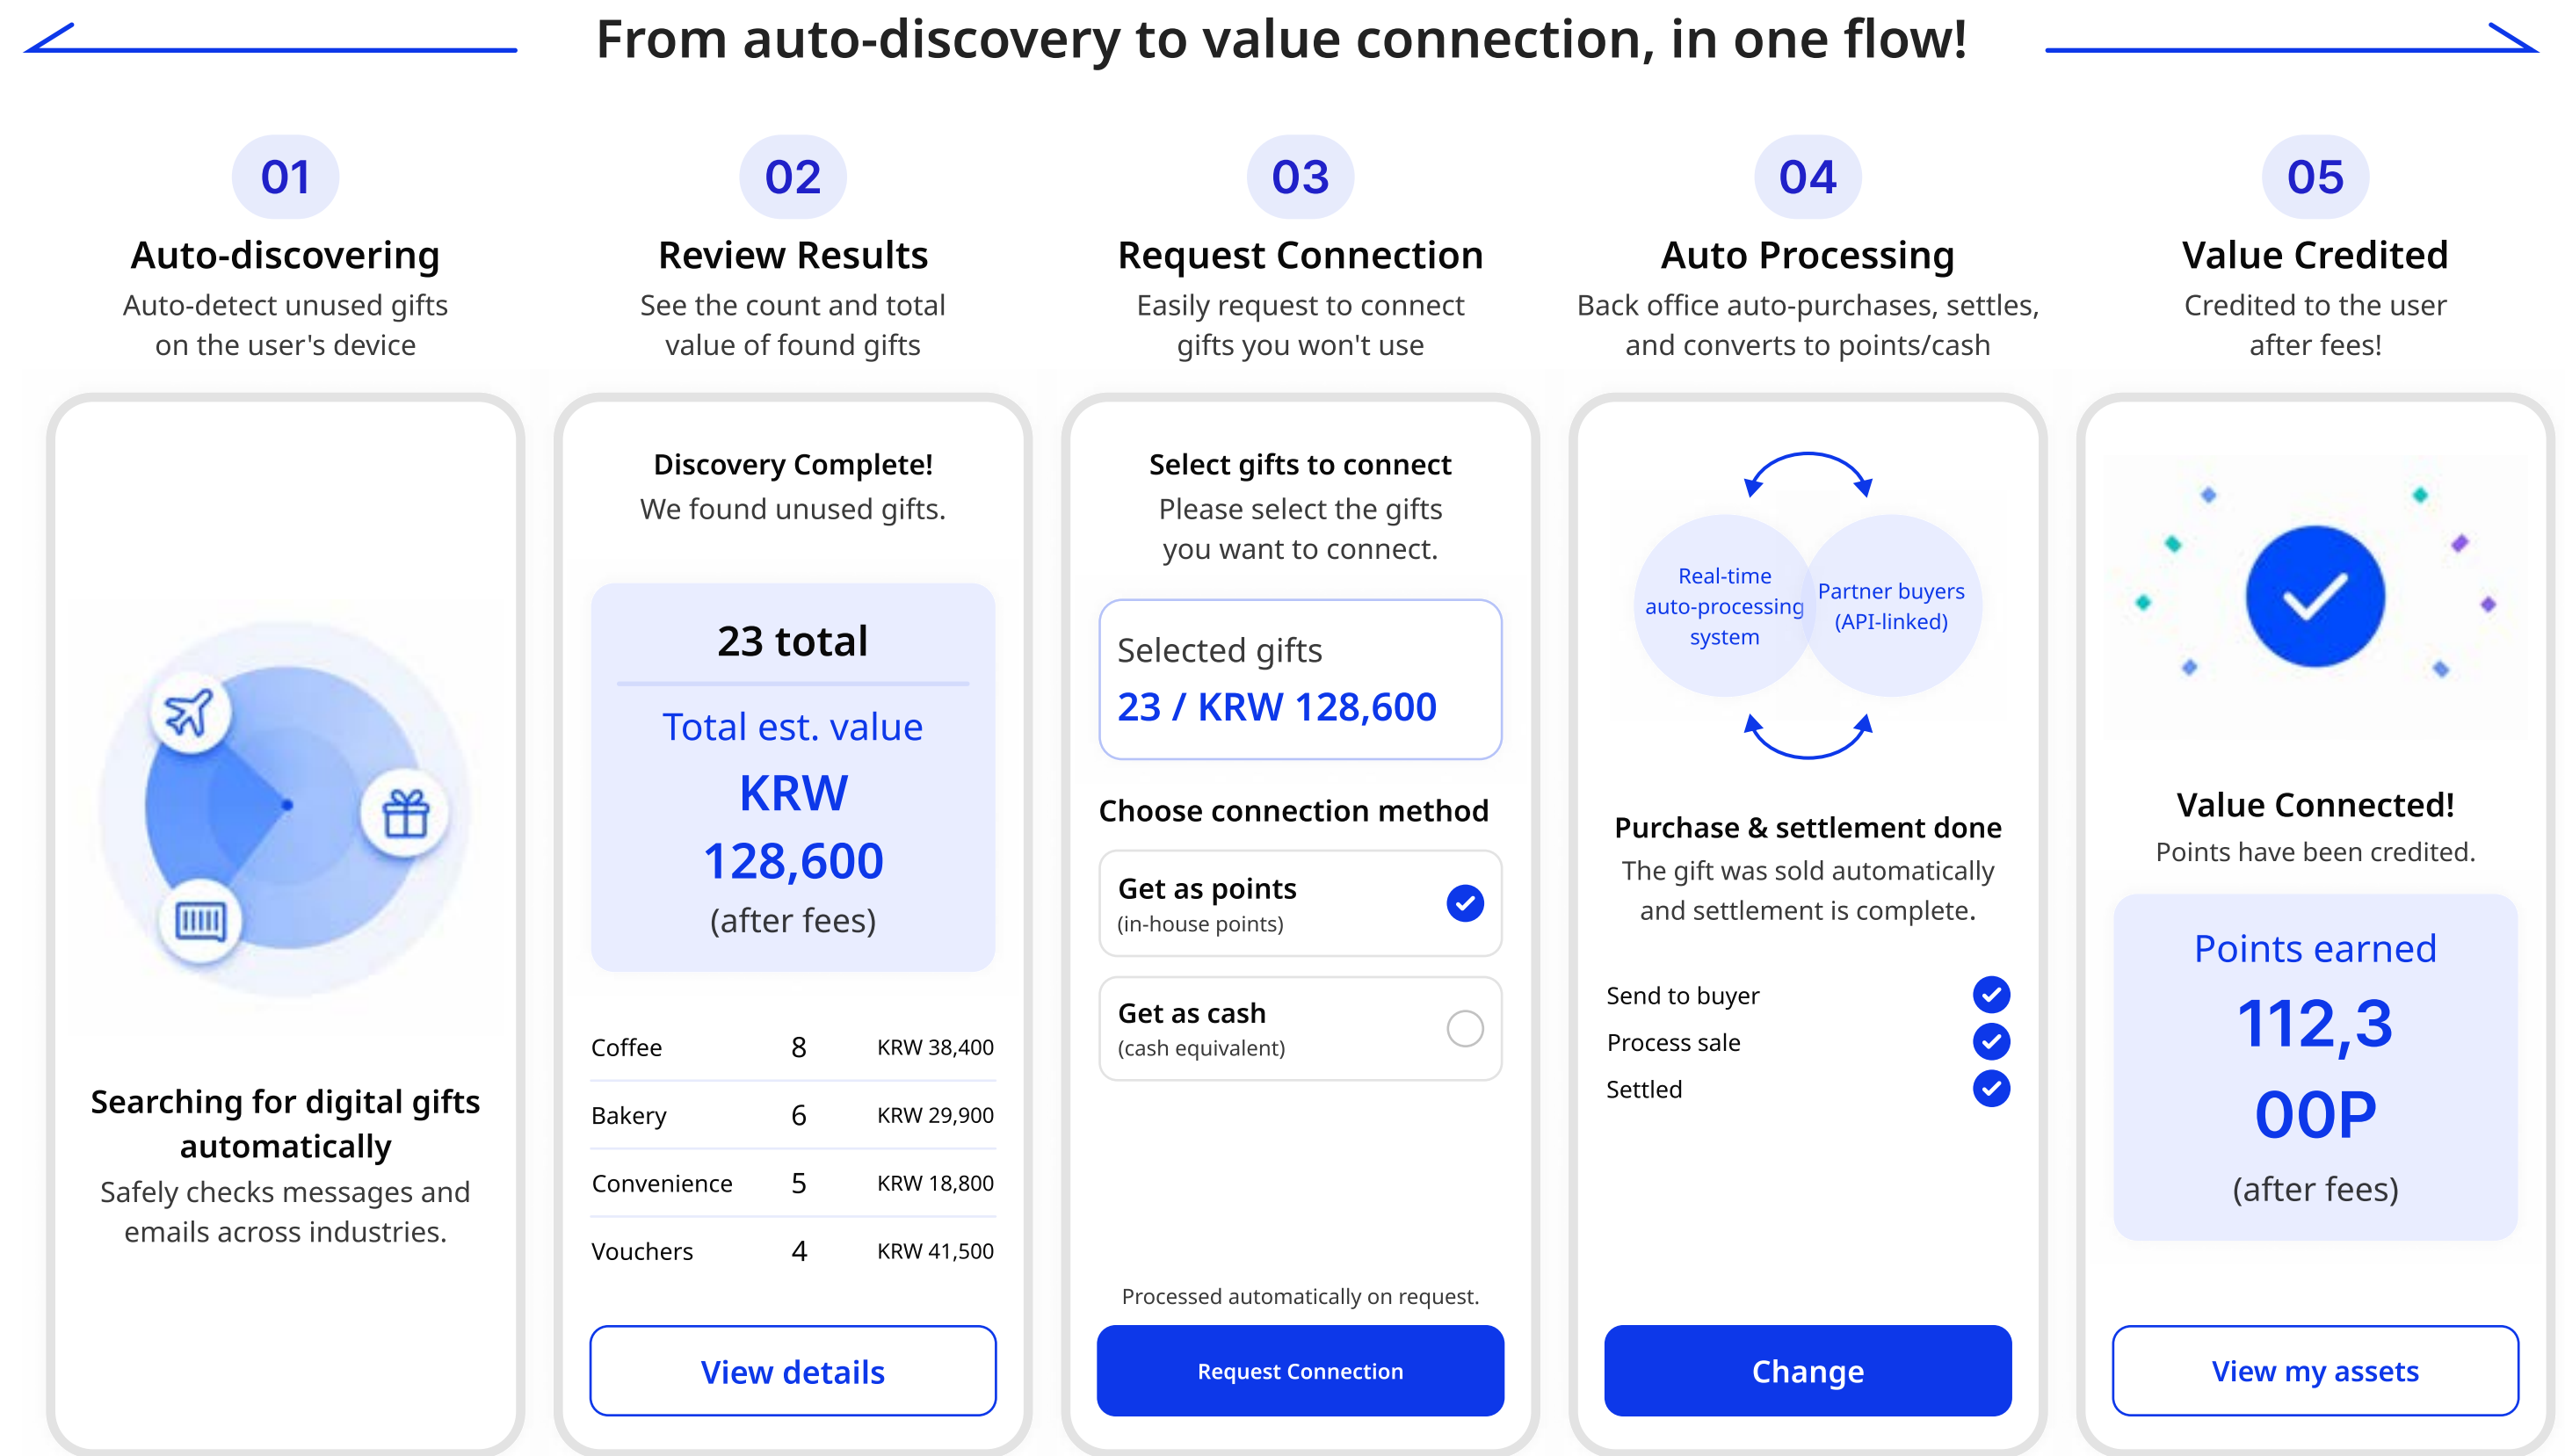 From auto-discovery to value connection, in one flow!
01
Auto-discovering
Auto-detect unused gifts
on the user's device
Searching for digital gifts
automatically
Safely checks messages and
emails across industries.
02
Review Results
See the count and total
value of found gifts
Discovery Complete!
We found unused gifts.
23 total
Total est. value
KRW
128,600
(after fees)
Coffee 8 KRW 38,400
Bakery 6 KRW 29,900
Convenience 5 KRW 18,800
Vouchers 4 KRW 41,500
View details
03
Request Connection
Easily request to connect
gifts you won't use
Select gifts to connect
Please select the gifts
you want to connect.
Selected gifts
23 / KRW 128,600
Choose connection method
Get as points
(in-house points)
Get as cash
(cash equivalent)
Processed automatically on request.
Request Connection
04
Auto Processing
Back office auto-purchases, settles,
and converts to points/cash
Real-time
auto-processing
system
Partner buyers
(API-linked)
Purchase & settlement done
The gift was sold automatically
and settlement is complete.
Send to buyer
Process sale
Settled
Change
05
Value Credited
Credited to the user
after fees!
Value Connected!
Points have been credited.
Points earned
112,3
00P
(after fees)
View my assets